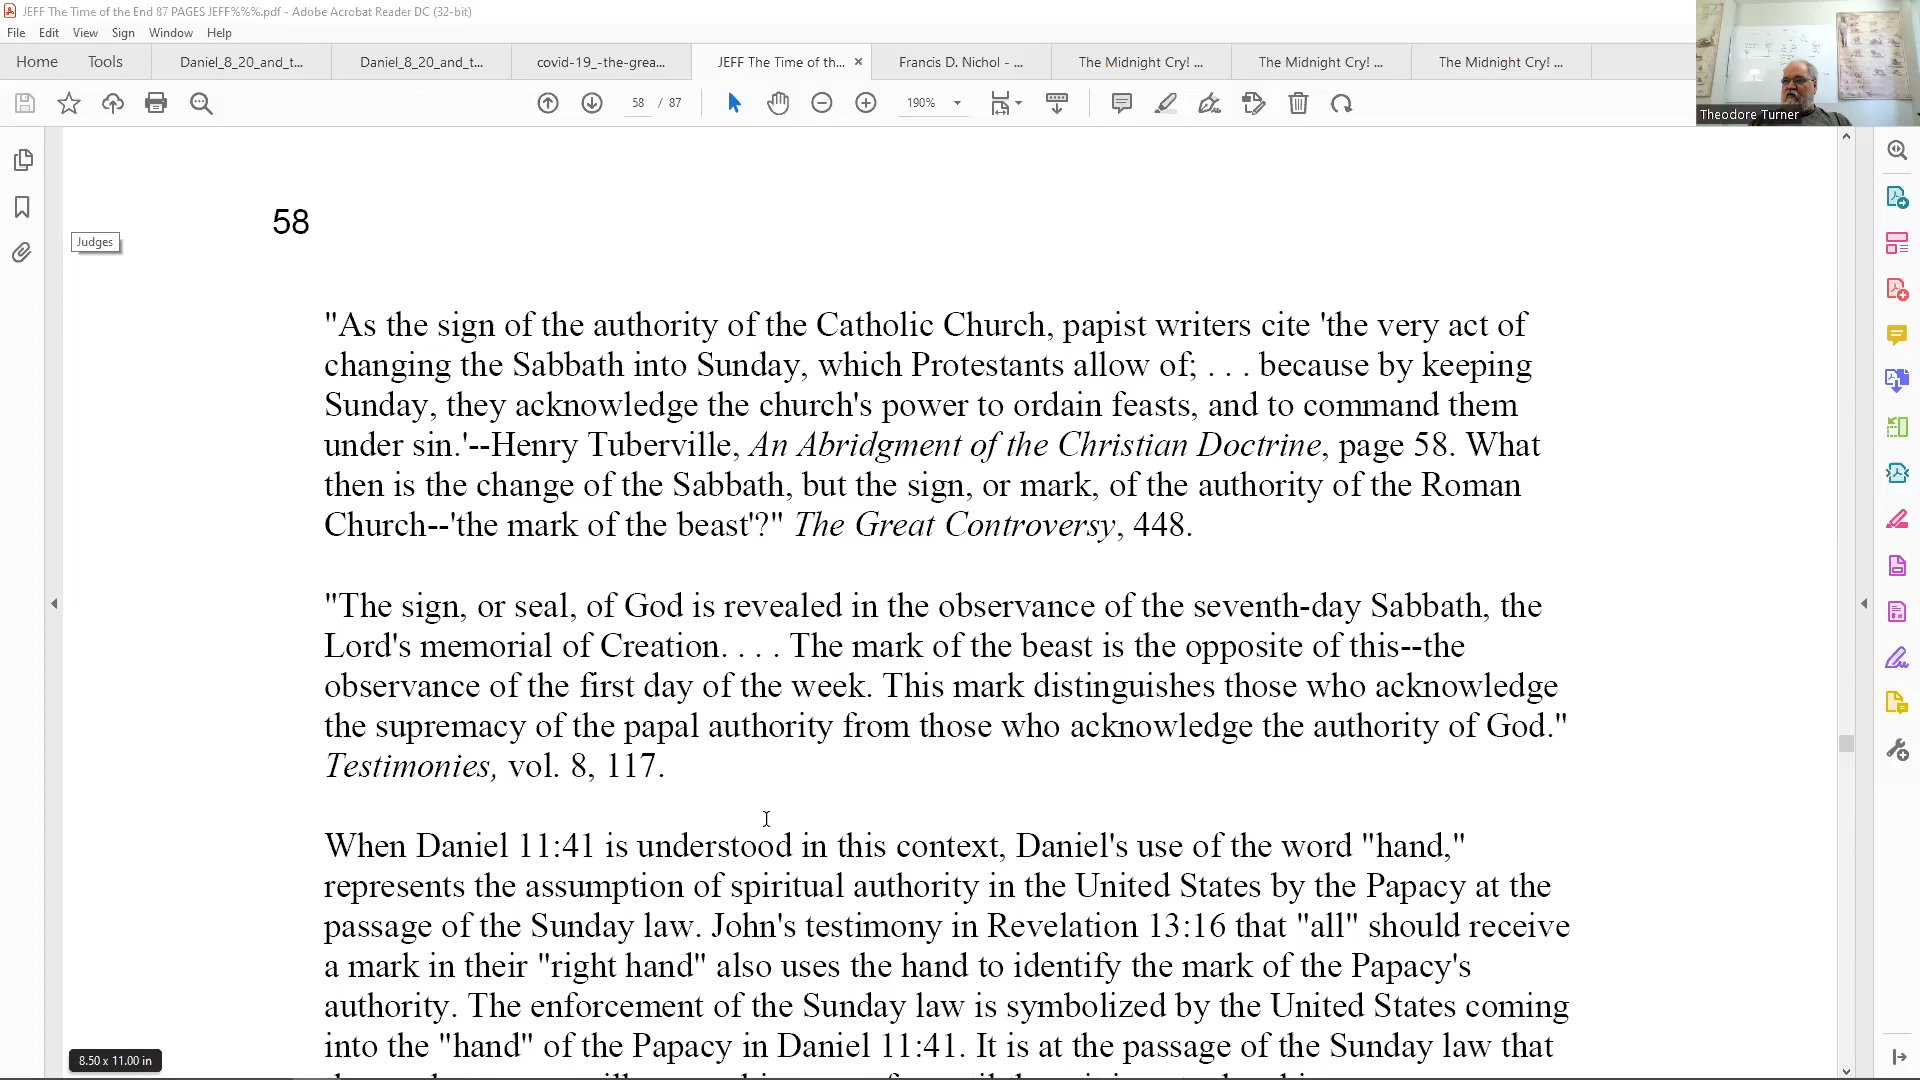 JEFF The Time of the End 87 PAGES JEFF%%%.pdf - Adobe Acrobat Reader DC (32-bit)
File Edit View Sign Window Help
Home Tools Daniel_8_20_and_t... Daniel_8_20_and_t... covid-19_-the-grea... JEFF The Time of th... × Francis D. Nichol - ... The Midnight Cry! ... The Midnight Cry! ... The Midnight Cry! ...
58 / 87 190%
Theodore Turner
58
Judges
"As the sign of the authority of the Catholic Church, papist writers cite 'the very act of
changing the Sabbath into Sunday, which Protestants allow of; . . . because by keeping
Sunday, they acknowledge the church's power to ordain feasts, and to command them
under sin.'--Henry Tuberville, An Abridgment of the Christian Doctrine, page 58. What
then is the change of the Sabbath, but the sign, or mark, of the authority of the Roman
Church--'the mark of the beast'?" The Great Controversy, 448.
"The sign, or seal, of God is revealed in the observance of the seventh-day Sabbath, the
Lord's memorial of Creation. . . . The mark of the beast is the opposite of this--the
observance of the first day of the week. This mark distinguishes those who acknowledge
the supremacy of the papal authority from those who acknowledge the authority of God."
Testimonies, vol. 8, 117.
When Daniel 11:41 is understood in this context, Daniel's use of the word "hand,"
represents the assumption of spiritual authority in the United States by the Papacy at the
passage of the Sunday law. John's testimony in Revelation 13:16 that "all" should receive
a mark in their "right hand" also uses the hand to identify the mark of the Papacy's
authority. The enforcement of the Sunday law is symbolized by the United States coming
into the "hand" of the Papacy in Daniel 11:41. It is at the passage of the Sunday law that
8.50 x 11.00 in